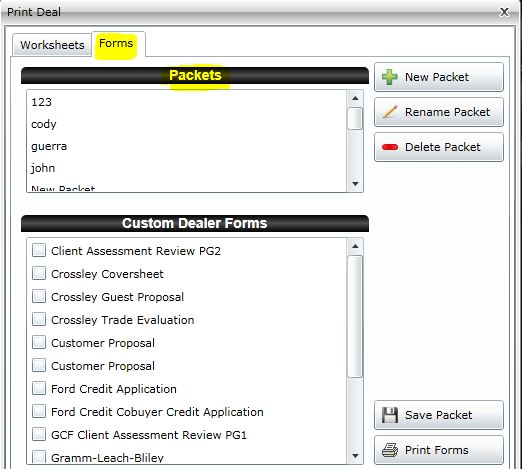 Print Deal
Worksheets
Forms
Packets
New Packet
123
cody
guerra
john
New Packet
Rename Packet
Delete Packet
Custom Dealer Forms
Client Assessment Review PG2
Crossley Coversheet
Crossley Guest Proposal
Crossley Trade Evaluation
Customer Proposal
Customer Proposal
Ford Credit Application
Ford Credit Cobuyer Credit Application
GCF Client Assessment Review PG1
Gramm-Leach-Bliley
Save Packet
Print Forms